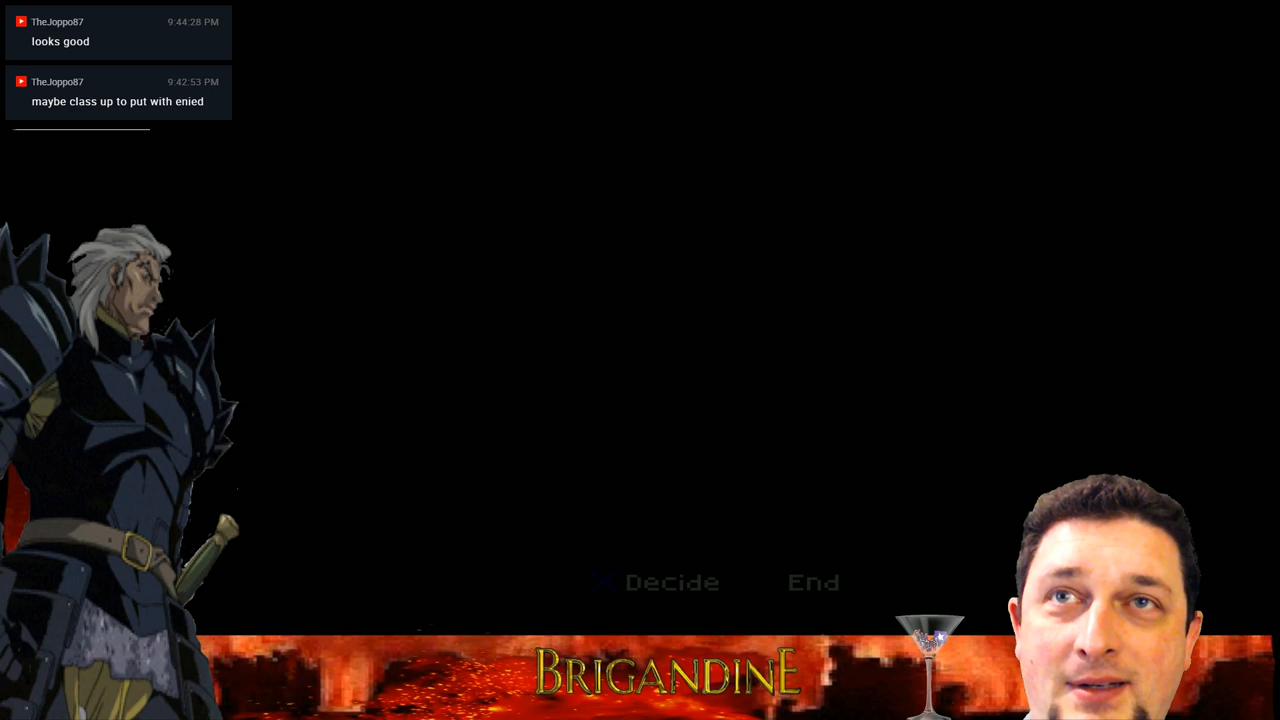 TheJoppo87 9:44:28 PM
looks good
TheJoppo87 9:42:53 PM
maybe class up to put with enied
Decide End
BRIGANDINE